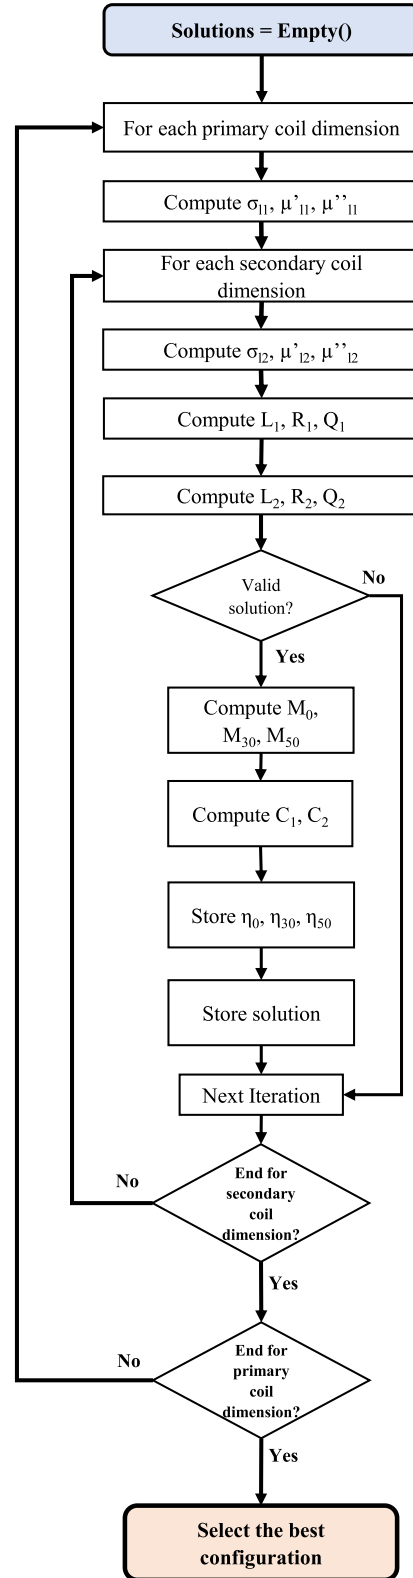 Solutions = Empty()
For each primary coil dimension
Compute σₗ₁, µ’ₗ₁, µ’’ₗ₁
For each secondary coil
dimension
Compute σₗ₂, µ’ₗ₂, µ’’ₗ₂
Compute L₁, R₁, Q₁
Compute L₂, R₂, Q₂
Valid
solution?
No
Yes
Compute M₀,
M₃₀, M₅₀
Compute C₁, C₂
Store η₀, η₃₀, η₅₀
Store solution
Next Iteration
End for
secondary
coil
dimension?
No
Yes
End for
primary
coil
dimension?
No
Yes
Select the best
configuration